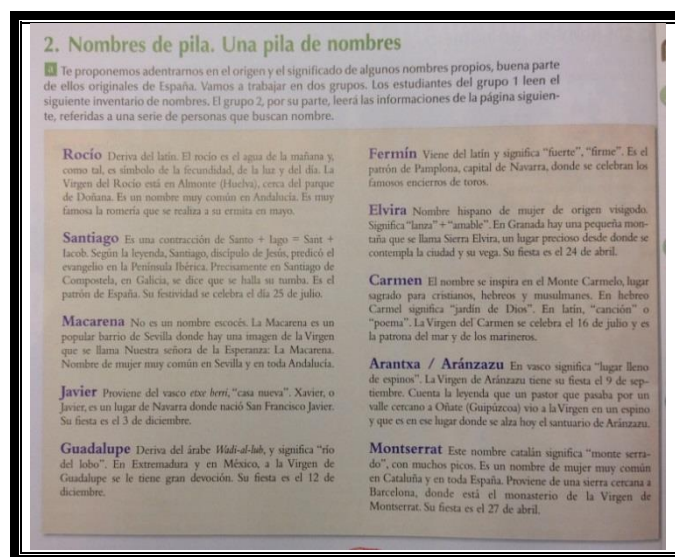 2. Nombres de pila. Una pila de nombres
a Te proponemos adentrarnos en el origen y el significado de algunos nombres propios, buena parte
de ellos originales de España. Vamos a trabajar en dos grupos. Los estudiantes del grupo 1 leen el
siguiente inventario de nombres. El grupo 2, por su parte, leerá las informaciones de la página siguien-
te, referidas a una serie de personas que buscan nombre.
Rocío Deriva del latín. El rocío es el agua de la mañana y,
como tal, es símbolo de la fecundidad, de la luz y del día. La
Virgen del Rocío está en Almonte (Huelva), cerca del parque
de Doñana. Es un nombre muy común en Andalucía. Es muy
famosa la romería que se realiza a su ermita en mayo.
Santiago Es una contracción de Santo + Iago = Sant +
Iacob. Según la leyenda, Santiago, discípulo de Jesús, predicó el
evangelio en la Península Ibérica. Precisamente en Santiago de
Compostela, en Galicia, se dice que se halla su tumba. Es el
patrón de España. Su festividad se celebra el día 25 de julio.
Macarena No es un nombre escocés. La Macarena es un
popular barrio de Sevilla donde hay una imagen de la Virgen
que se llama Nuestra señora de la Esperanza: La Macarena.
Nombre de mujer muy común en Sevilla y en toda Andalucía.
Javier Proviene del vasco etxe berri, "casa nueva". Xavier, o
Javier, es un lugar de Navarra donde nació San Francisco Javier.
Su fiesta es el 3 de diciembre.
Guadalupe Deriva del árabe Wadi-al-lub, y significa "río
del lobo". En Extremadura y en México, a la Virgen de
Guadalupe se le tiene gran devoción. Su fiesta es el 12 de
diciembre.
Fermín Viene del latín y significa "fuerte", "firme". Es el
patrón de Pamplona, capital de Navarra, donde se celebran los
famosos encierros de toros.
Elvira Nombre hispano de mujer de origen visigodo.
Significa "lanza" + "amable". En Granada hay una pequeña mon-
taña que se llama Sierra Elvira, un lugar precioso desde donde se
contempla la ciudad y su vega. Su fiesta es el 24 de abril.
Carmen El nombre se inspira en el Monte Carmelo, lugar
sagrado para cristianos, hebreos y musulmanes. En hebreo
Carmel significa "jardín de Dios". En latín, "canción" o
"poema". La Virgen del Carmen se celebra el 16 de julio y es
la patrona del mar y de los marineros.
Arantxa / Aránzazu En vasco significa "lugar lleno
de espinos". La Virgen de Aránzazu tiene su fiesta el 9 de sep-
tiembre. Cuenta la leyenda que un pastor que pasaba por un
valle cercano a Oñate (Guipúzcoa) vio a la Virgen en un espino
y que es en ese lugar donde se alza hoy el santuario de Aránzazu.
Montserrat Este nombre catalán significa "monte serra-
do", con muchos picos. Es un nombre de mujer muy común
en Cataluña y en toda España. Proviene de una sierra cercana a
Barcelona, donde está el monasterio de la Virgen de
Montserrat. Su fiesta es el 27 de abril.